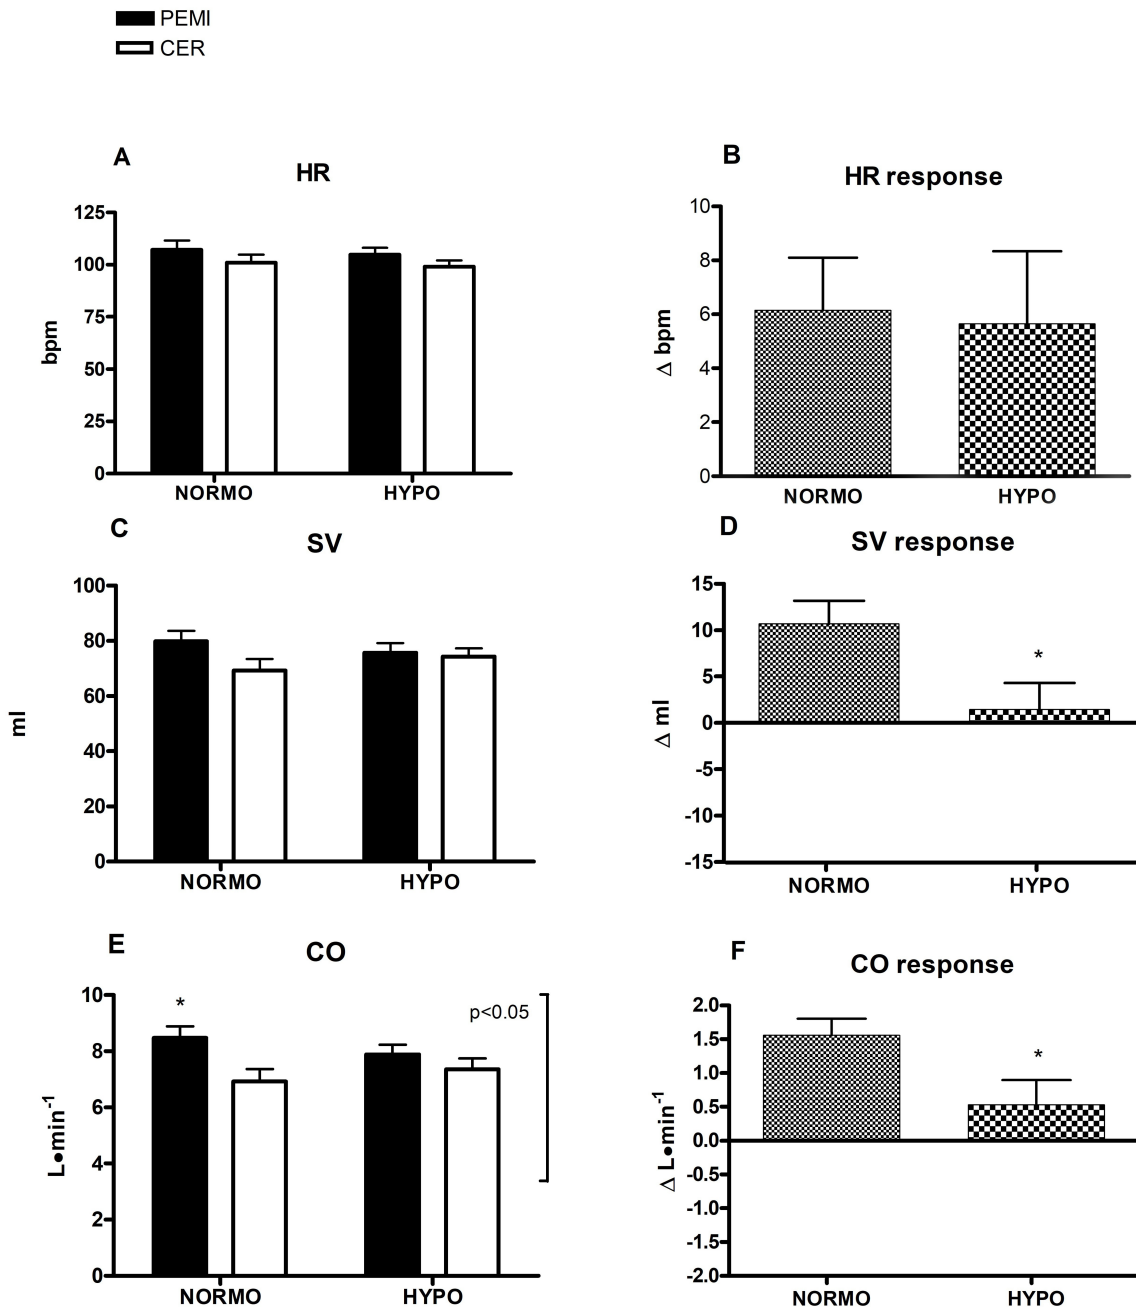 PEMI
CER
A
HR
125
100
75
50
25
0
bpm
NORMO
HYPO
B
HR response
10
8
6
4
2
0
Δ bpm
NORMO
HYPO
C
SV
100
80
60
40
20
0
ml
NORMO
HYPO
D
SV response
15
10
5
0
-5
-10
-15
Δ ml
*
NORMO
HYPO
E
CO
10
8
6
4
2
0
L•min⁻¹
*
p<0.05
NORMO
HYPO
F
CO response
2.0
1.5
1.0
0.5
0.0
-0.5
-1.0
-1.5
-2.0
Δ L•min⁻¹
*
NORMO
HYPO